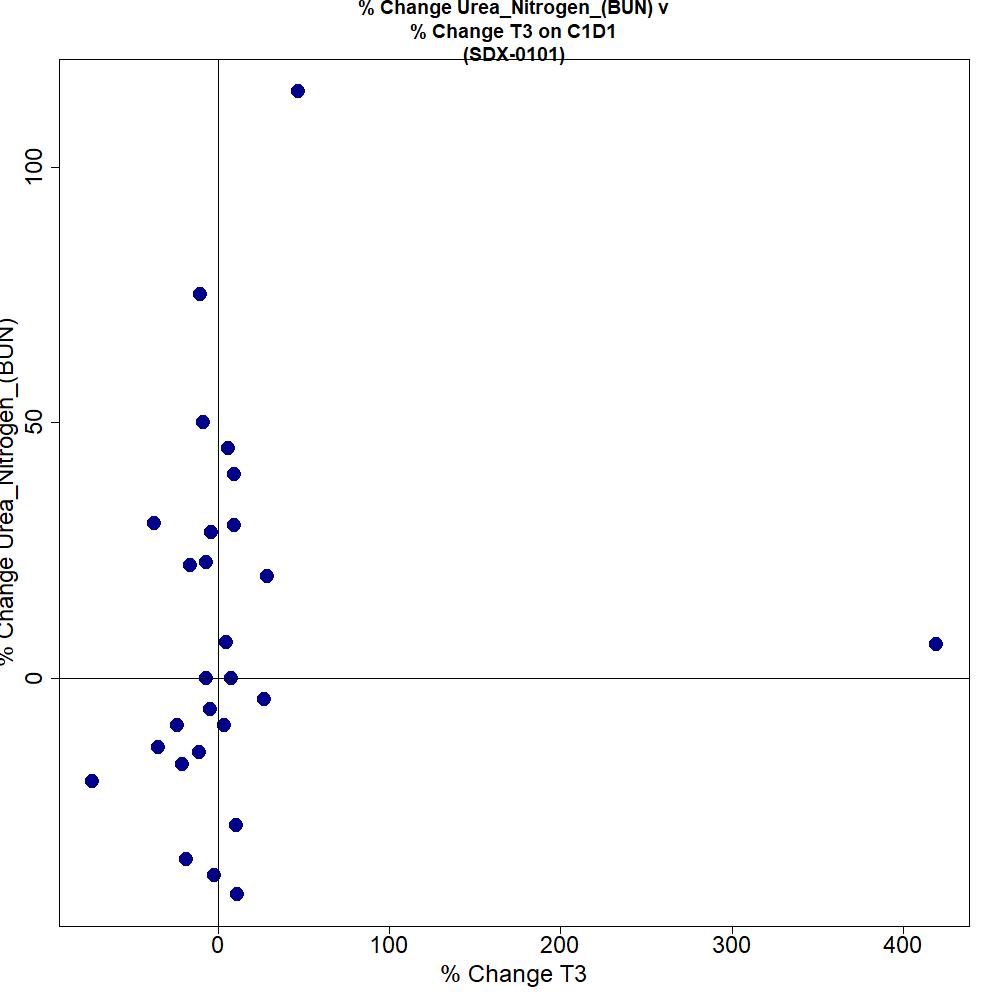 % Change Urea_Nitrogen_(BUN) v
% Change T3 on C1D1
(SDX-0101)
% Change Urea_Nitrogen_(BUN)
100
50
0
0
100
200
300
400
% Change T3